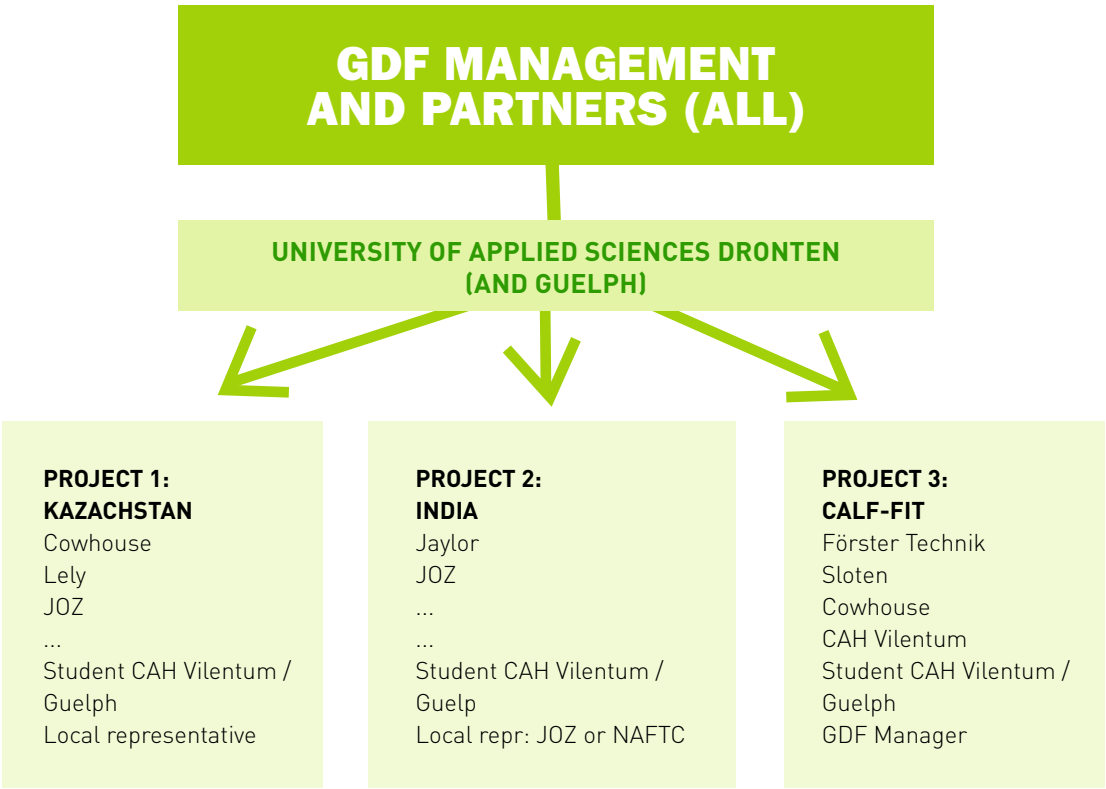 GDF MANAGEMENT
AND PARTNERS (ALL)
UNIVERSITY OF APPLIED SCIENCES DRONTEN
(AND GUELPH)
PROJECT 1:
KAZACHSTAN
Cowhouse
Lely
JOZ
...
Student CAH Vilentum /
Guelph
Local representative
PROJECT 2:
INDIA
Jaylor
JOZ
...
...
Student CAH Vilentum /
Guelp
Local repr: JOZ or NAFTC
PROJECT 3:
CALF-FIT
Förster Technik
Sloten
Cowhouse
CAH Vilentum
Student CAH Vilentum /
Guelph
GDF Manager